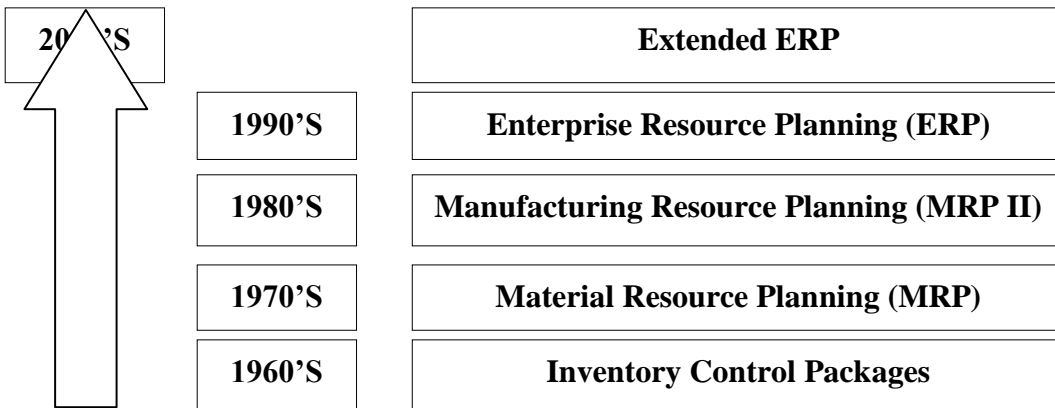 Extended ERP
1990’S
Enterprise Resource Planning (ERP)
1980’S
Manufacturing Resource Planning (MRP II)
1970’S
Material Resource Planning (MRP)
1960’S
Inventory Control Packages